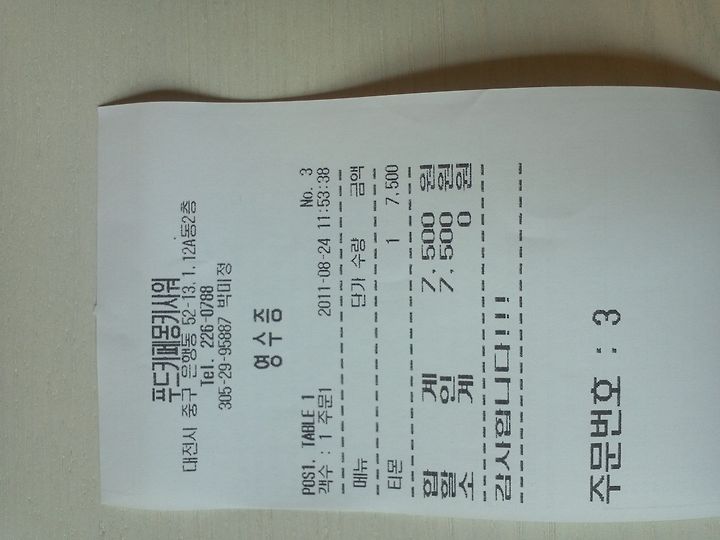 푸드카페몽키샤워
대전시 중구 은행동 52-13.1.12A동2층
Tel. 226-0788
305-29-95887 박미정
영수증
POS1. TABLE 1 No. 3
객수 : 1 주문1 2011-08-24 11:53:38
메뉴 단가 수량 금액
티몬 1 7,500
합 계 7,500 원
할 인 7,500 원
소 계 0 원
감사합니다!!!
주문번호 : 3